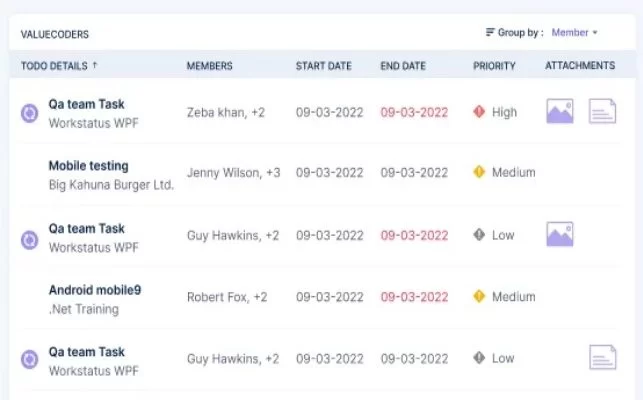 VALUECODERS Group by : Member
TODO DETAILS ↑ MEMBERS START DATE END DATE PRIORITY ATTACHMENTS
Qa team Task
Workstatus WPF
Zeba khan, +2 09-03-2022 09-03-2022 High
Mobile testing
Big Kahuna Burger Ltd.
Jenny Wilson, +3 09-03-2022 09-03-2022 Medium
Qa team Task
Workstatus WPF
Guy Hawkins, +2 09-03-2022 09-03-2022 Low
Android mobile9
.Net Training
Robert Fox, +2 09-03-2022 09-03-2022 Medium
Qa team Task
Workstatus WPF
Guy Hawkins, +2 09-03-2022 09-03-2022 Low